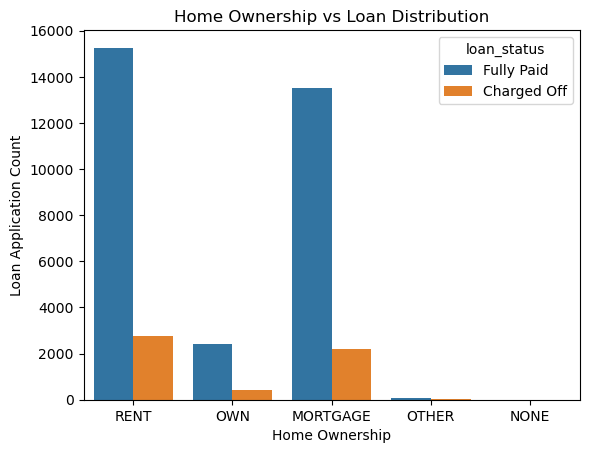 Home Ownership vs Loan Distribution
16000
14000
12000
10000
8000
6000
4000
2000
0
Loan Application Count
loan_status
Fully Paid
Charged Off
RENT OWN MORTGAGE OTHER NONE
Home Ownership